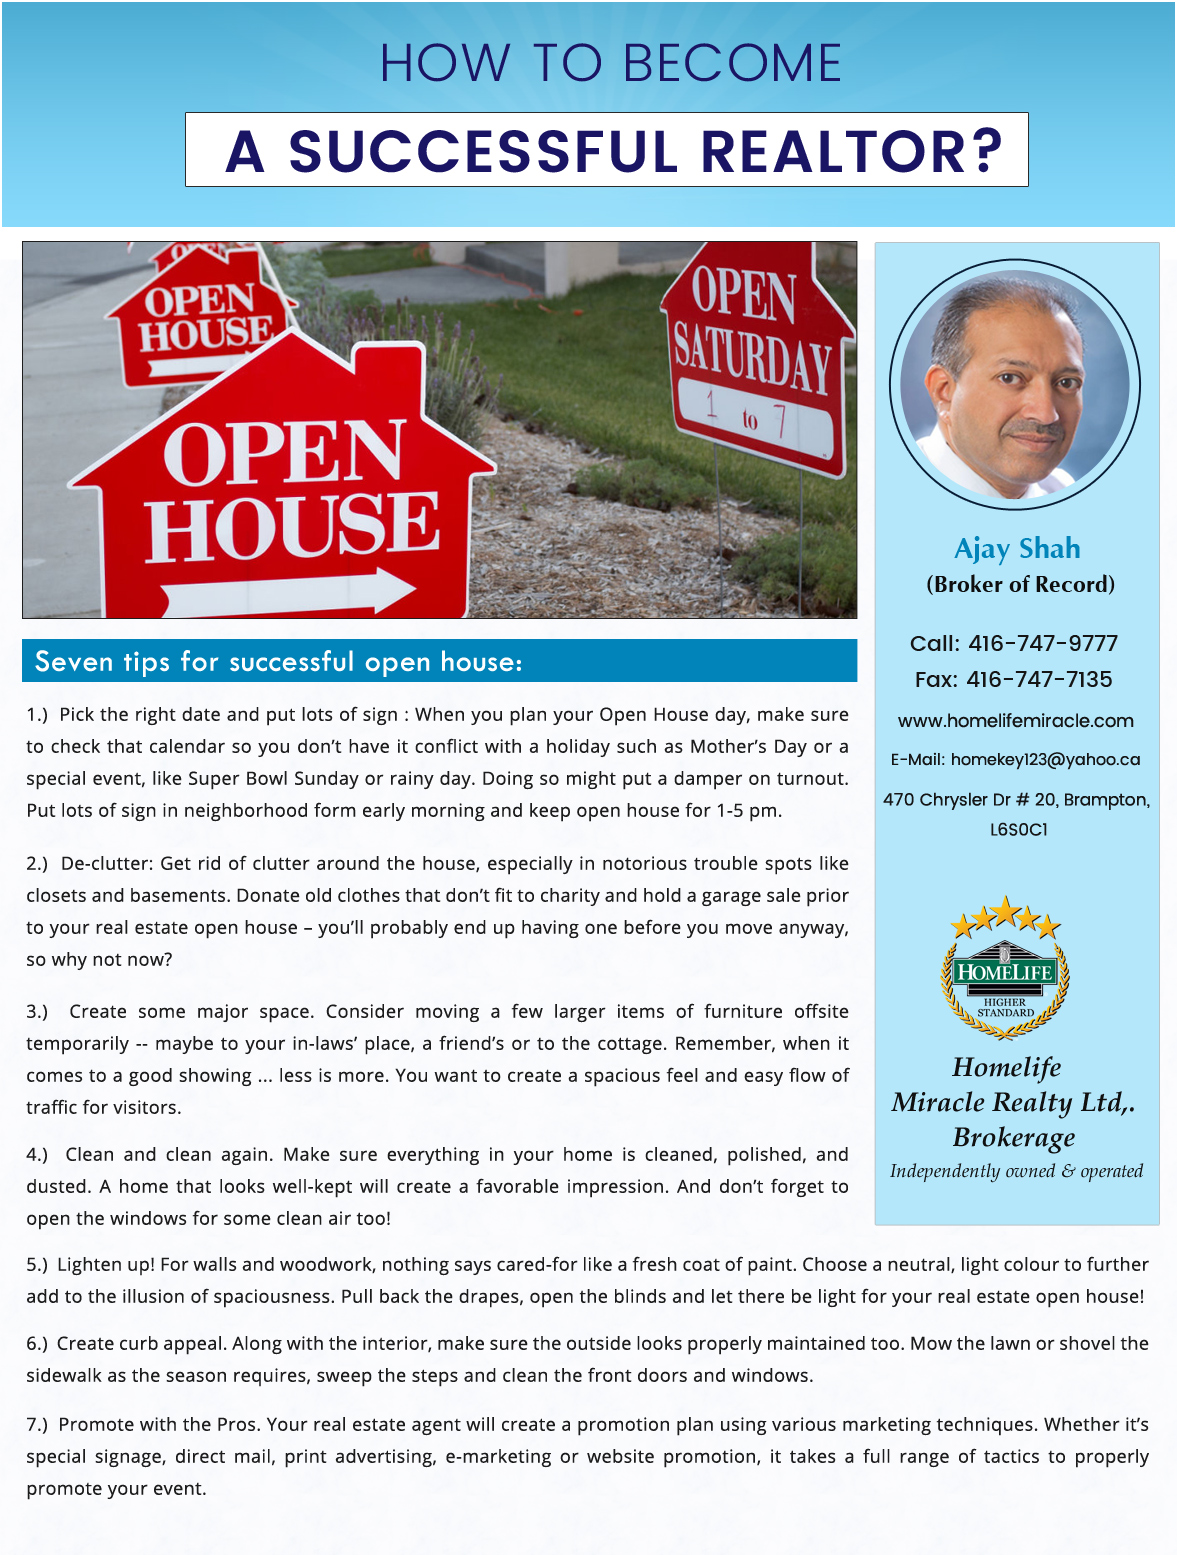 HOW TO BECOME
A SUCCESSFUL REALTOR?
OPEN
OPEN
HOUSE
OPEN
HOUSE
OPEN
SATURDAY
1 to 7
Ajay Shah
(Broker of Record)
Call: 416-747-9777
Fax: 416-747-7135
www.homelifemiracle.com
E-Mail: homekey123@yahoo.ca
470 Chrysler Dr # 20, Brampton,
L6S0C1
HOMELIFE
HIGHER
STANDARD
Homelife
Miracle Realty Ltd,.
Brokerage
Independently owned & operated
Seven tips for successful open house:
1.) Pick the right date and put lots of sign : When you plan your Open House day, make sure
to check that calendar so you don’t have it conflict with a holiday such as Mother’s Day or a
special event, like Super Bowl Sunday or rainy day. Doing so might put a damper on turnout.
Put lots of sign in neighborhood form early morning and keep open house for 1-5 pm.
2.) De-clutter: Get rid of clutter around the house, especially in notorious trouble spots like
closets and basements. Donate old clothes that don’t fit to charity and hold a garage sale prior
to your real estate open house – you’ll probably end up having one before you move anyway,
so why not now?
3.) Create some major space. Consider moving a few larger items of furniture offsite
temporarily -- maybe to your in-laws’ place, a friend’s or to the cottage. Remember, when it
comes to a good showing ... less is more. You want to create a spacious feel and easy flow of
traffic for visitors.
4.) Clean and clean again. Make sure everything in your home is cleaned, polished, and
dusted. A home that looks well-kept will create a favorable impression. And don’t forget to
open the windows for some clean air too!
5.) Lighten up! For walls and woodwork, nothing says cared-for like a fresh coat of paint. Choose a neutral, light colour to further
add to the illusion of spaciousness. Pull back the drapes, open the blinds and let there be light for your real estate open house!
6.) Create curb appeal. Along with the interior, make sure the outside looks properly maintained too. Mow the lawn or shovel the
sidewalk as the season requires, sweep the steps and clean the front doors and windows.
7.) Promote with the Pros. Your real estate agent will create a promotion plan using various marketing techniques. Whether it’s
special signage, direct mail, print advertising, e-marketing or website promotion, it takes a full range of tactics to properly
promote your event.